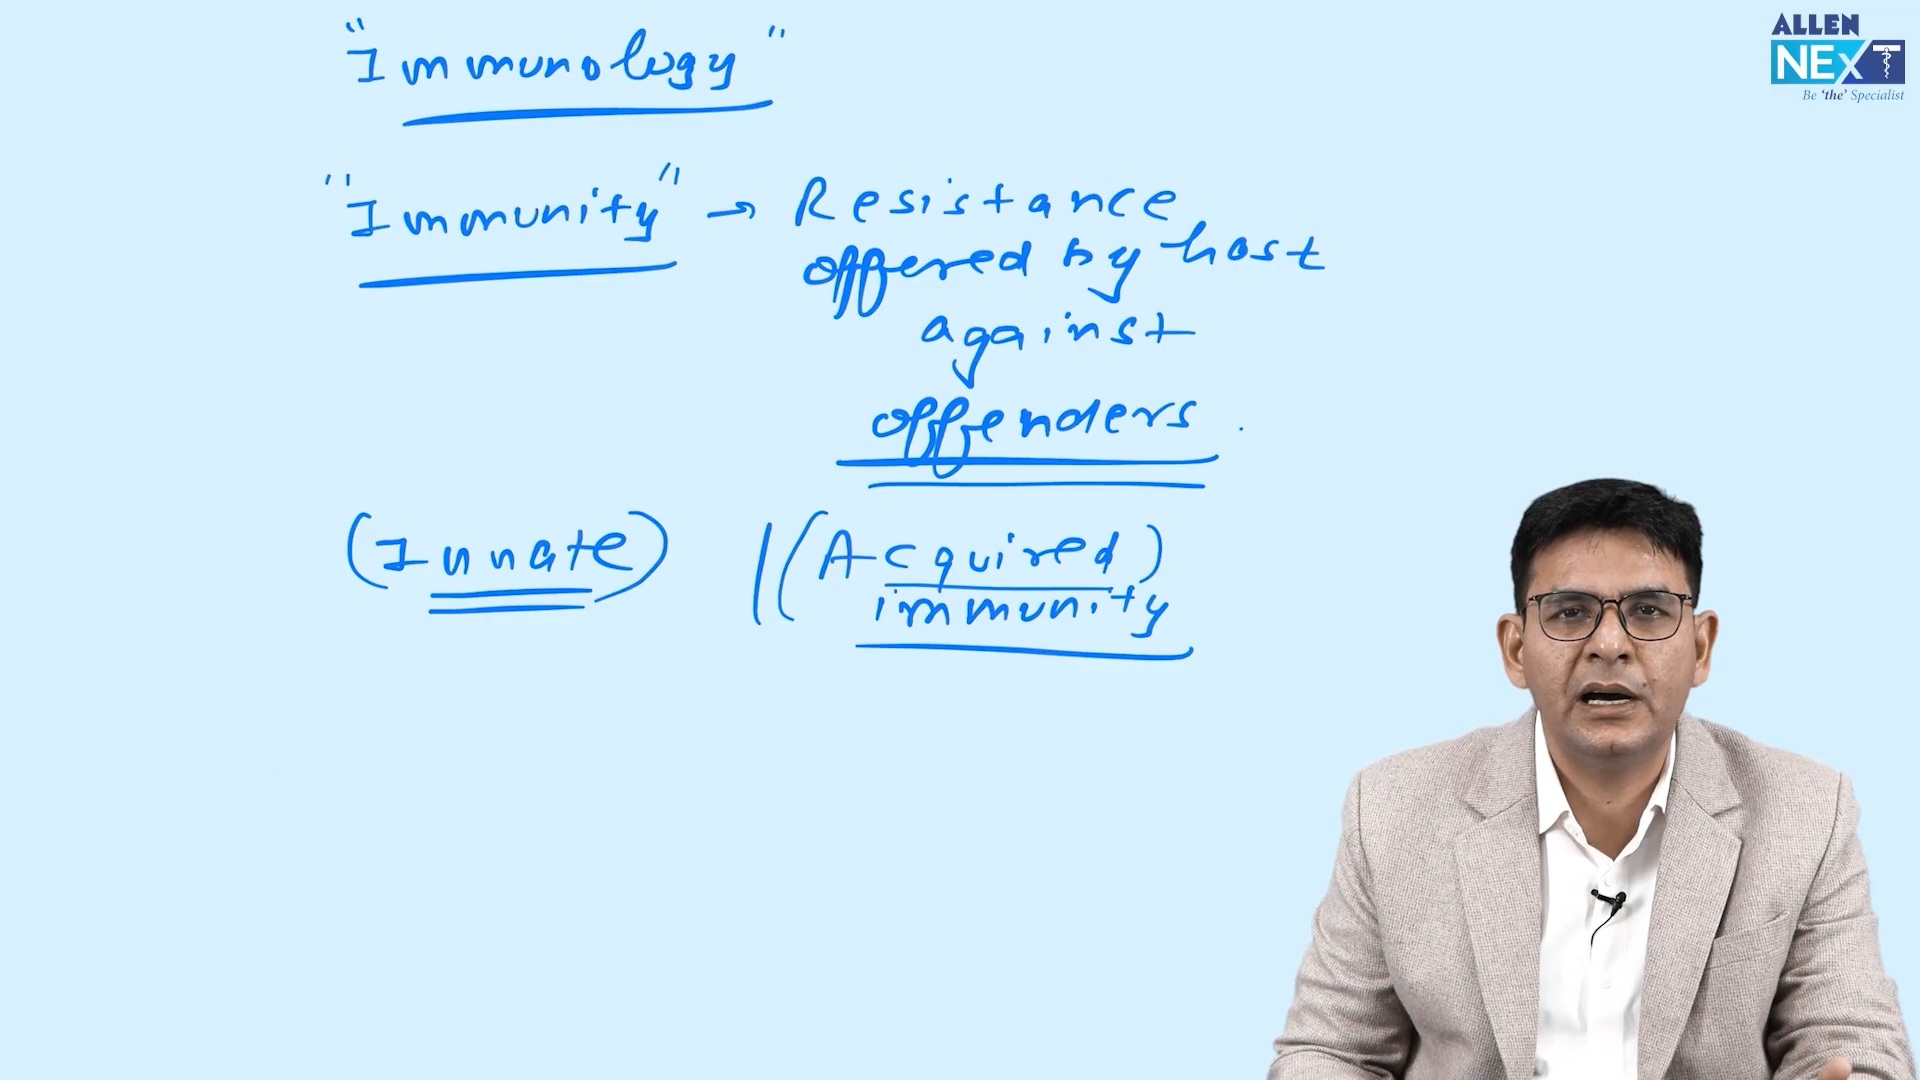 ALLEN
NEXT
Be 'the' Specialist
"Immunology"
"Immunity" → Resistance
offered by host
against
offenders.
(Innate) | (Acquired)
immunity